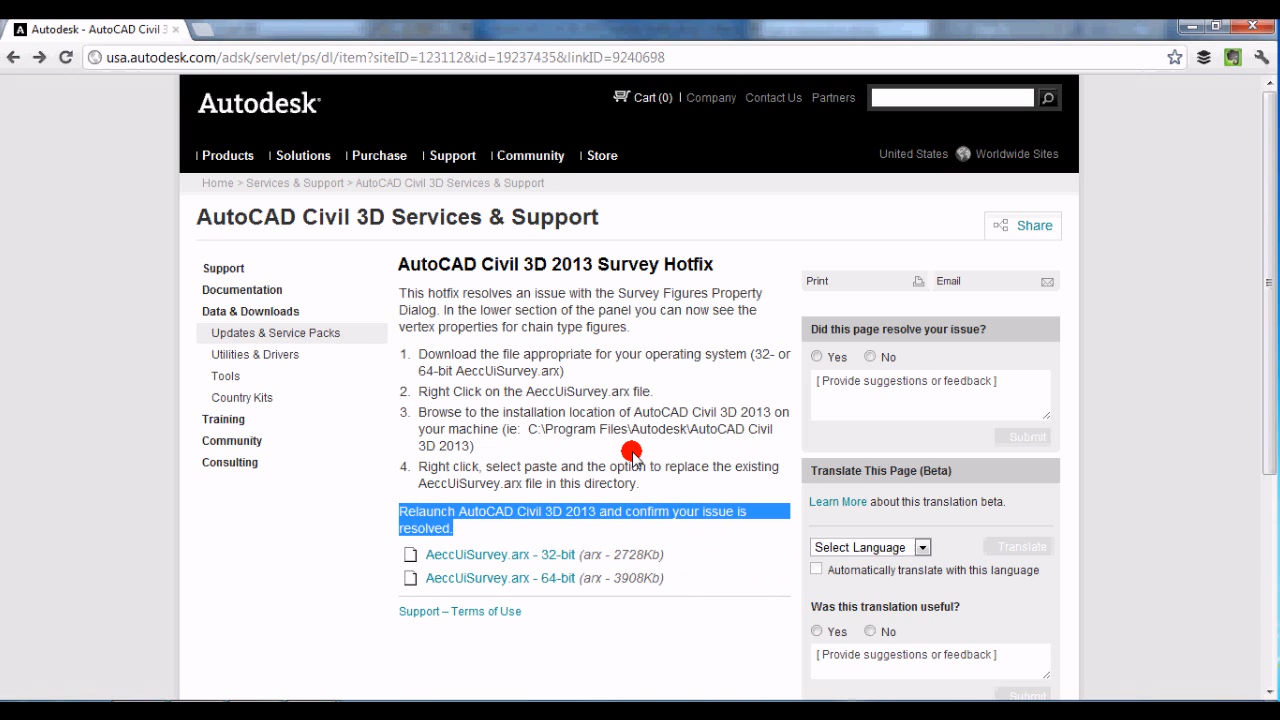 Autodesk - AutoCAD Civil 3
usa.autodesk.com/adsk/servlet/ps/dl/item?siteID=123112&id=19237435&linkID=9240698
Autodesk®
Cart (0) | Company Contact Us Partners
Products | Solutions | Purchase | Support | Community | Store
United States Worldwide Sites
Home > Services & Support > AutoCAD Civil 3D Services & Support
AutoCAD Civil 3D Services & Support
Share
Support
Documentation
Data & Downloads
Updates & Service Packs
Utilities & Drivers
Tools
Country Kits
Training
Community
Consulting
AutoCAD Civil 3D 2013 Survey Hotfix
This hotfix resolves an issue with the Survey Figures Property
Dialog. In the lower section of the panel you can now see the
vertex properties for chain type figures.
1. Download the file appropriate for your operating system (32- or
64-bit AeccUiSurvey.arx)
2. Right Click on the AeccUiSurvey.arx file.
3. Browse to the installation location of AutoCAD Civil 3D 2013 on
your machine (ie: C:\Program Files\Autodesk\AutoCAD Civil
3D 2013)
4. Right click, select paste and the option to replace the existing
AeccUiSurvey.arx file in this directory.
Relaunch AutoCAD Civil 3D 2013 and confirm your issue is
resolved.
AeccUiSurvey.arx - 32-bit (arx - 2728Kb)
AeccUiSurvey.arx - 64-bit (arx - 3908Kb)
Support – Terms of Use
Print Email
Did this page resolve your issue?
Yes No
[ Provide suggestions or feedback ]
Submit
Translate This Page (Beta)
Learn More about this translation beta.
Select Language Translate
Automatically translate with this language
Was this translation useful?
Yes No
[ Provide suggestions or feedback ]
Submit